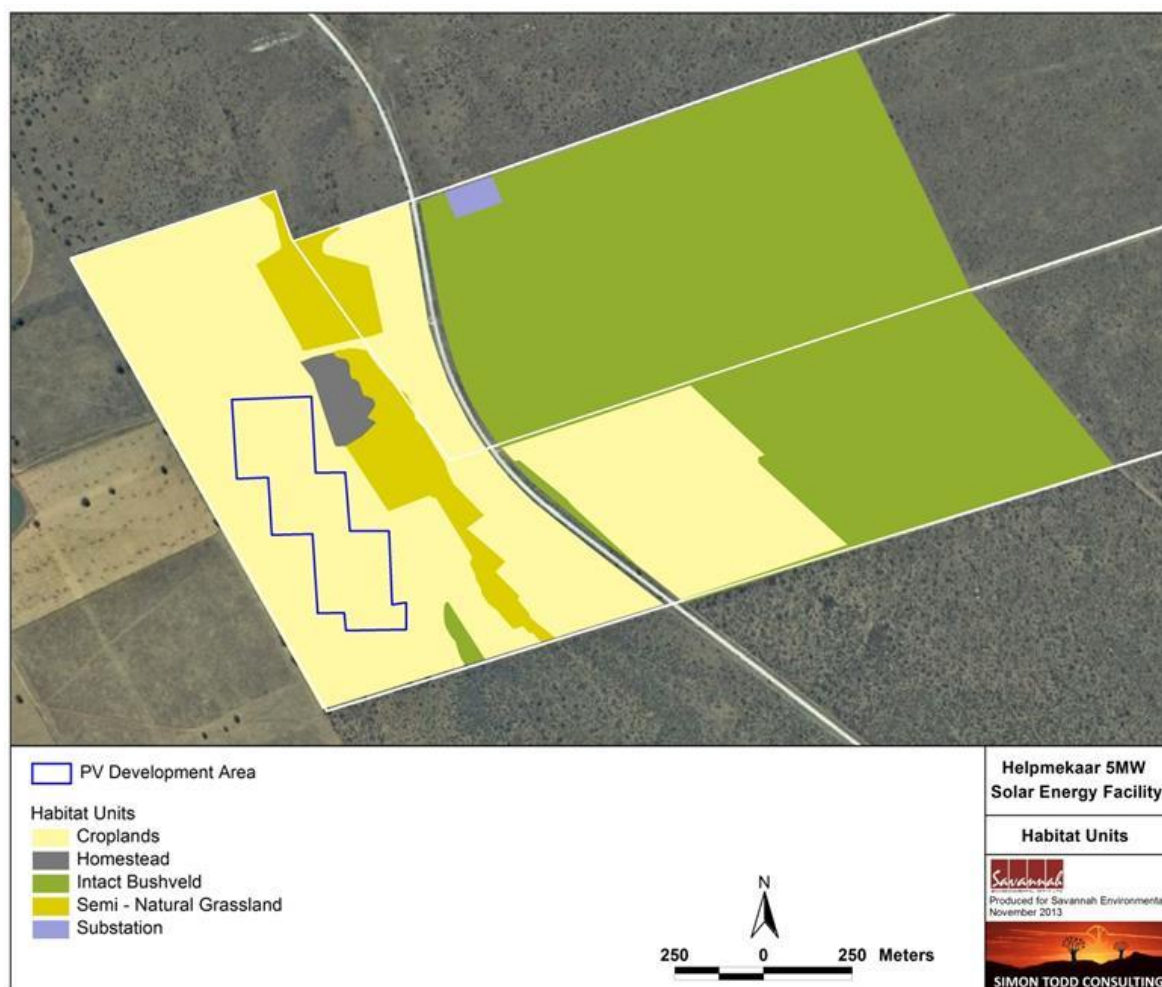 PV Development Area
Habitat Units
Croplands
Homestead
Intact Bushveld
Semi - Natural Grassland
Substation
N
250 0 250 Meters
Helpmekaar 5MW
Solar Energy Facility
Habitat Units
Savannah
Produced for Savannah Environmental
November 2013
SIMON TODD CONSULTING